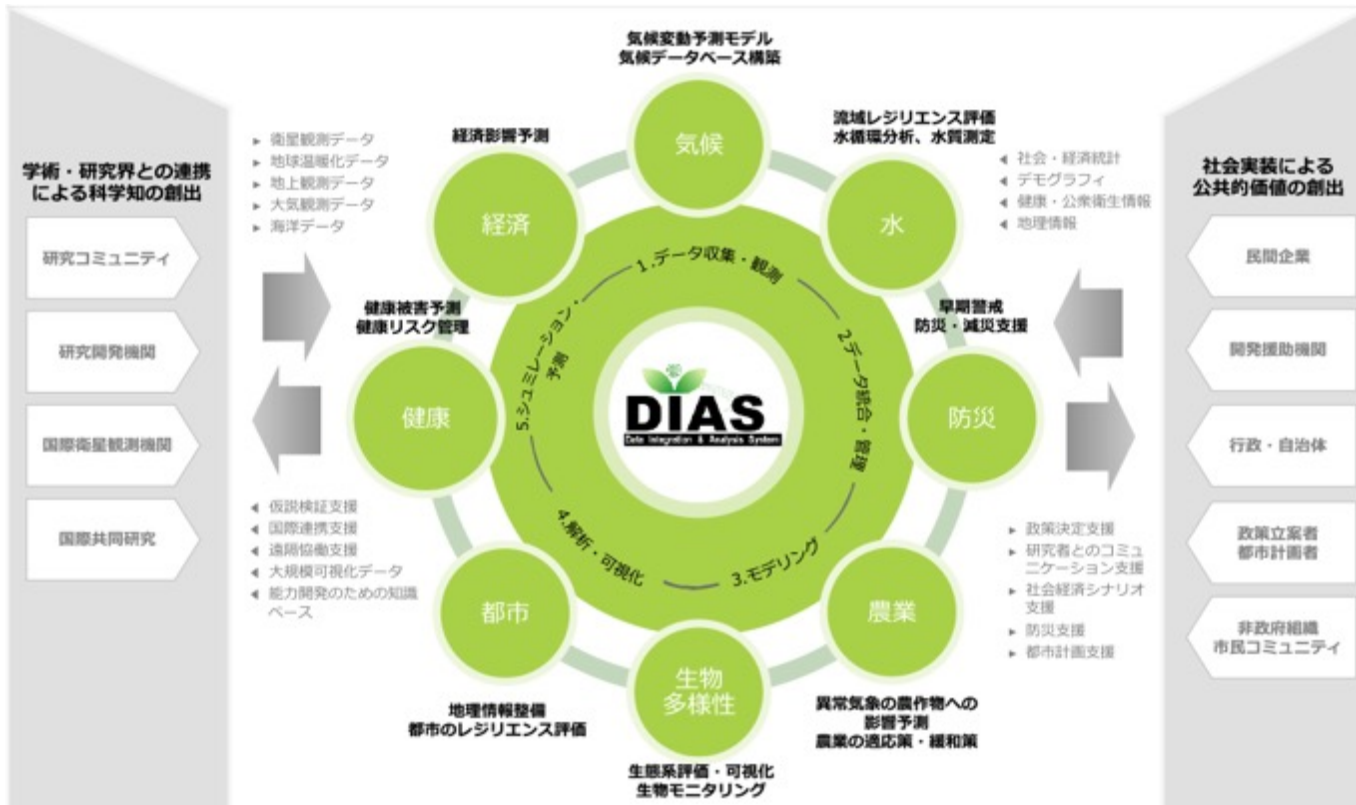 学術・研究界との連携
による科学知の創出
研究コミュニティ
研究開発機関
国際衛星観測機関
国際共同研究
▶ 衛星観測データ
▶ 地球温暖化データ
▶ 地上観測データ
▶ 大気観測データ
▶ 海洋データ
◀ 仮説検証支援
◀ 国際連携支援
◀ 遠隔協働支援
◀ 大規模可視化データ
◀ 能力開発のための知識
ベース
気候変動予測モデル
気候データベース構築
気候
流域レジリエンス評価
水循環分析、水質測定
水
早期警戒
防災・減災支援
防災
農業
異常気象の農作物への
影響予測
農業の適応策・緩和策
生物
多様性
生態系評価・可視化
生物モニタリング
都市
地理情報整備
都市のレジリエンス評価
健康被害予測
健康リスク管理
健康
経済影響予測
経済
1.データ収集・観測
2.データ統合・管理
3.モデリング
4.解析・可視化
5.シュミレーション・
予測
DIAS
Data Integration & Analysis System
◀ 社会・経済統計
◀ デモグラフィ
◀ 健康・公衆衛生情報
◀ 地理情報
▶ 政策決定支援
▶ 研究者とのコミュ
ニケーション支援
▶ 社会経済シナリオ
支援
▶ 防災支援
▶ 都市計画支援
社会実装による
公共的価値の創出
民間企業
開発援助機関
行政・自治体
政策立案者
都市計画者
非政府組織
市民コミュニティ